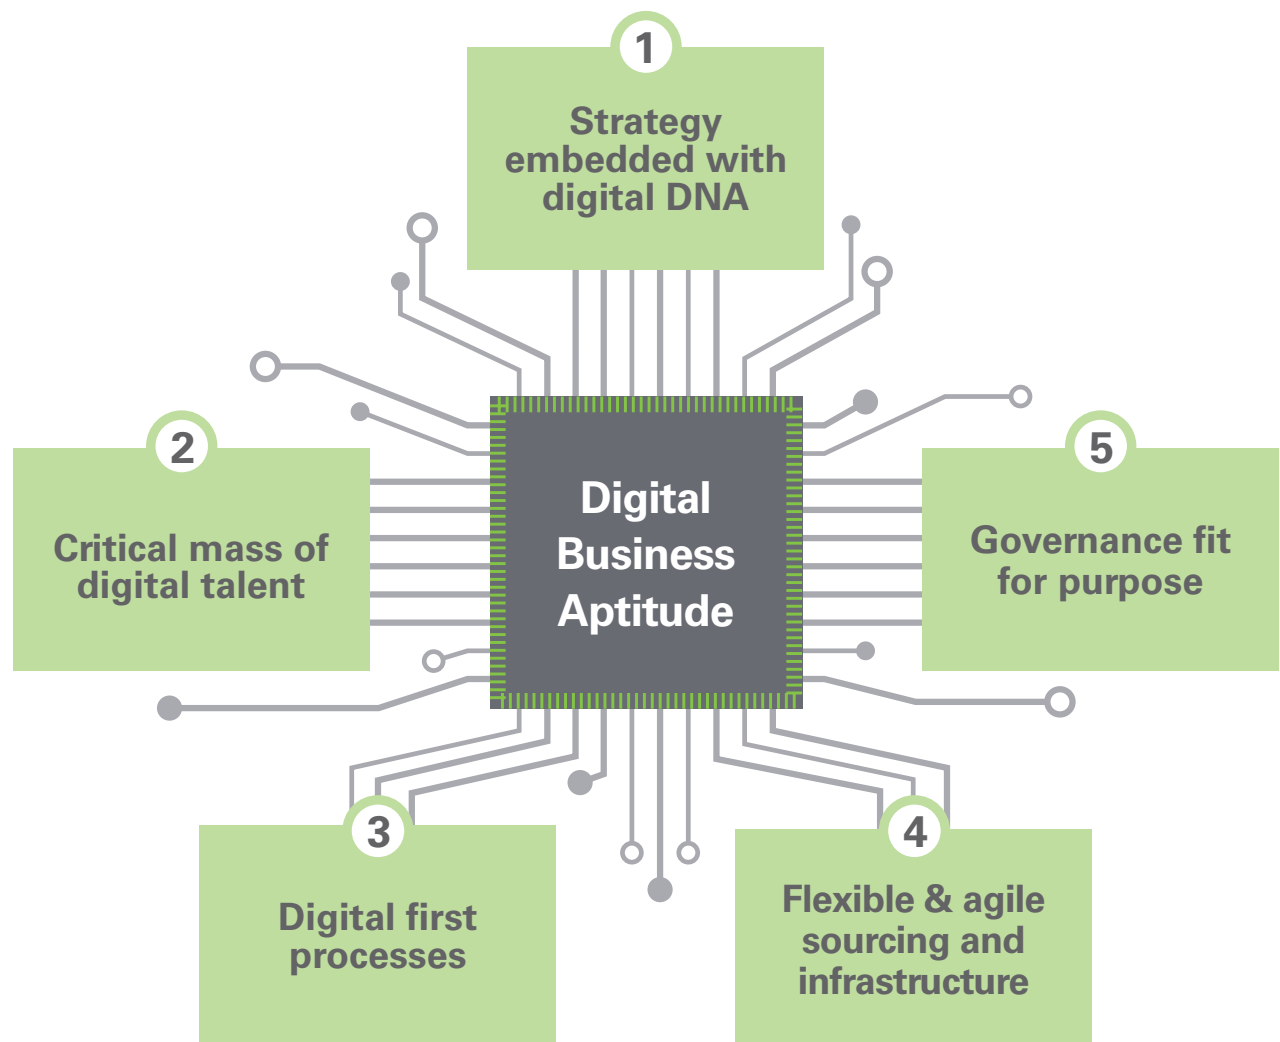 1
Strategy
embedded with
digital DNA
2
Critical mass of
digital talent
Digital
Business
Aptitude
5
Governance fit
for purpose
3
Digital first
processes
4
Flexible & agile
sourcing and
infrastructure